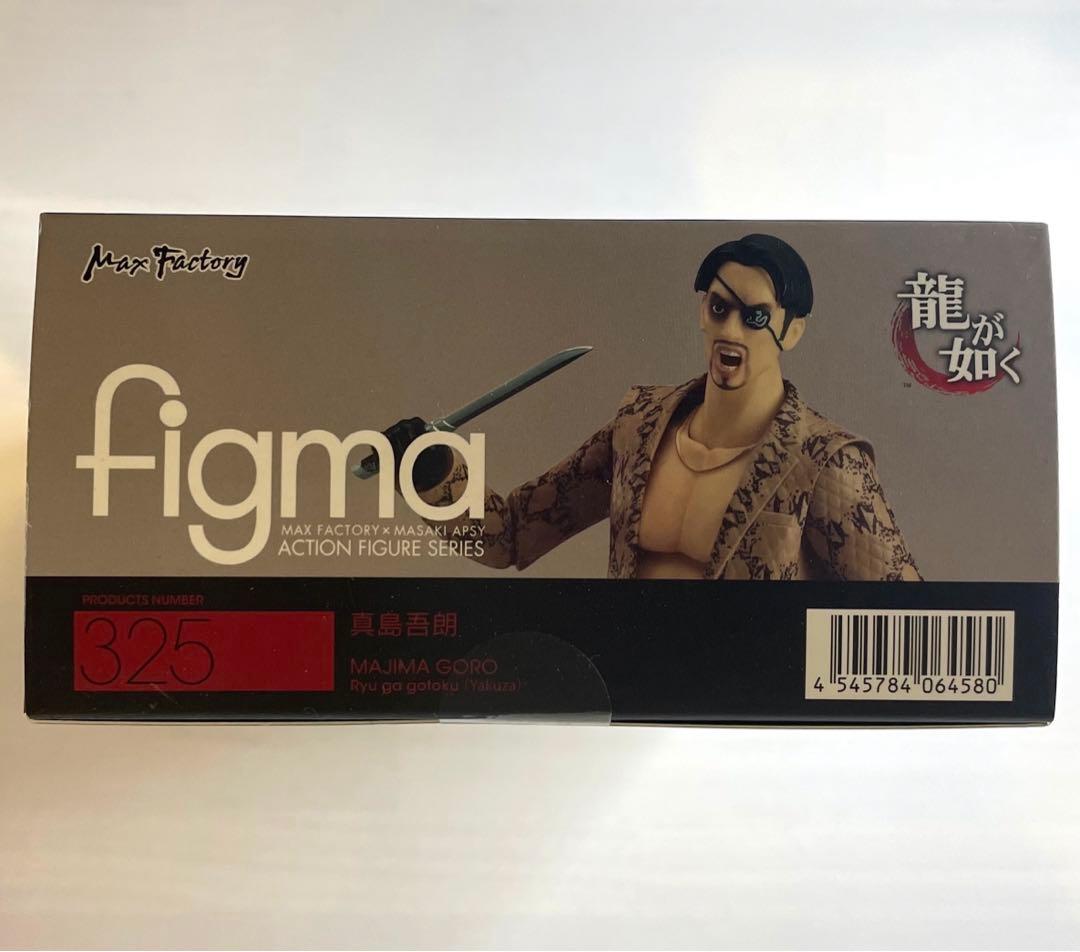 Max Factory
龍が如く
TM
figma
MAX FACTORY×MASAKI APSY
ACTION FIGURE SERIES
PRODUCTS NUMBER
325
真島吾朗
MAJIMA GORO
Ryu ga gotoku (Yakuza)
4 545784 064580